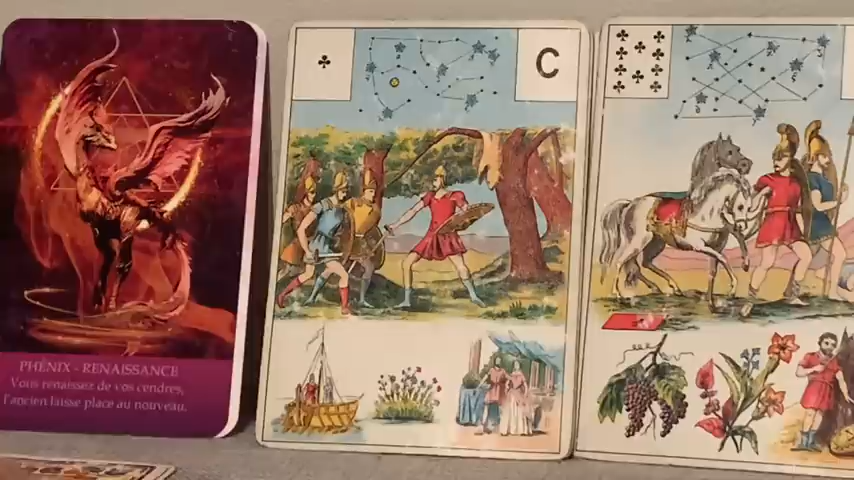 C
PHÉNIX - RENAISSANCE
Vous renaissez de vos cendres,
l'ancien laisse place au nouveau.